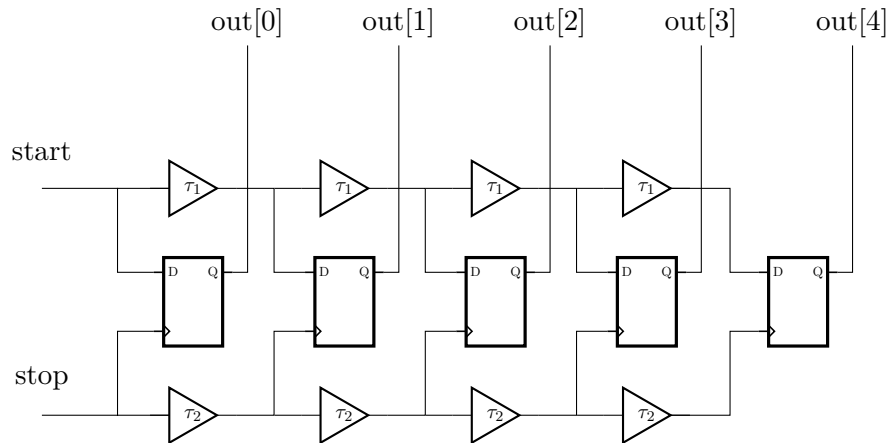 out[0] out[1] out[2] out[3] out[4]
start
τ₁ τ₁ τ₁ τ₁
D Q D Q D Q D Q D Q
stop
τ₂ τ₂ τ₂ τ₂